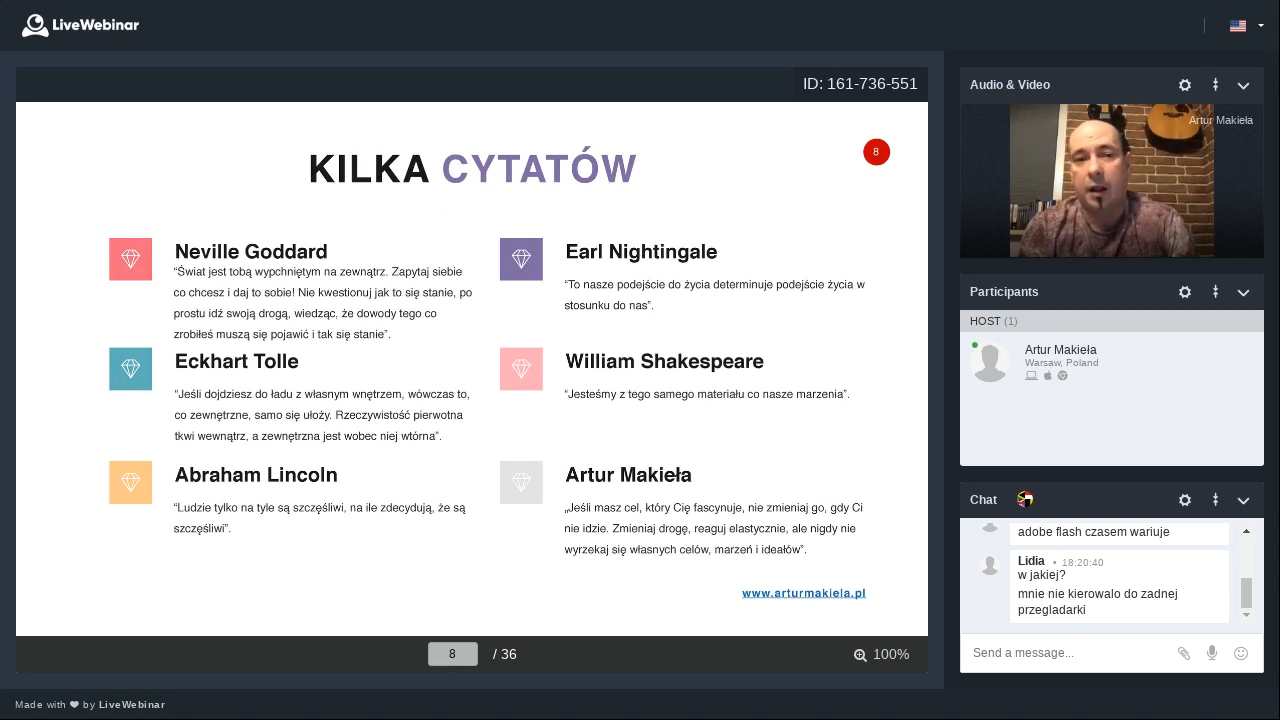 LiveWebinar
ID: 161-736-551
KILKA CYTATÓW
8
Neville Goddard
“Świat jest tobą wypchniętym na zewnątrz. Zapytaj siebie
co chcesz i daj to sobie! Nie kwestionuj jak to się stanie, po
prostu idź swoją drogą, wiedząc, że dowody tego co
zrobiłeś muszą się pojawić i tak się stanie”.
Earl Nightingale
“To nasze podejście do życia determinuje podejście życia w
stosunku do nas”.
Eckhart Tolle
“Jeśli dojdziesz do ładu z własnym wnętrzem, wówczas to,
co zewnętrzne, samo się ułoży. Rzeczywistość pierwotna
tkwi wewnątrz, a zewnętrzna jest wobec niej wtórna”.
William Shakespeare
“Jesteśmy z tego samego materiału co nasze marzenia”.
Abraham Lincoln
“Ludzie tylko na tyle są szczęśliwi, na ile zdecydują, że są
szczęśliwi”.
Artur Makieła
„Jeśli masz cel, który Cię fascynuje, nie zmieniaj go, gdy Ci
nie idzie. Zmieniaj drogę, reaguj elastycznie, ale nigdy nie
wyrzekaj się własnych celów, marzeń i ideałów”.
www.arturmakiela.pl
8 / 36
100%
Audio & Video
Artur Makieła
Participants
HOST (1)
Artur Makieła
Warsaw, Poland
Chat
adobe flash czasem wariuje
Lidia • 18:20:40
w jakiej?
mnie nie kierowalo do zadnej
przegladarki
Send a message...
Made with by LiveWebinar